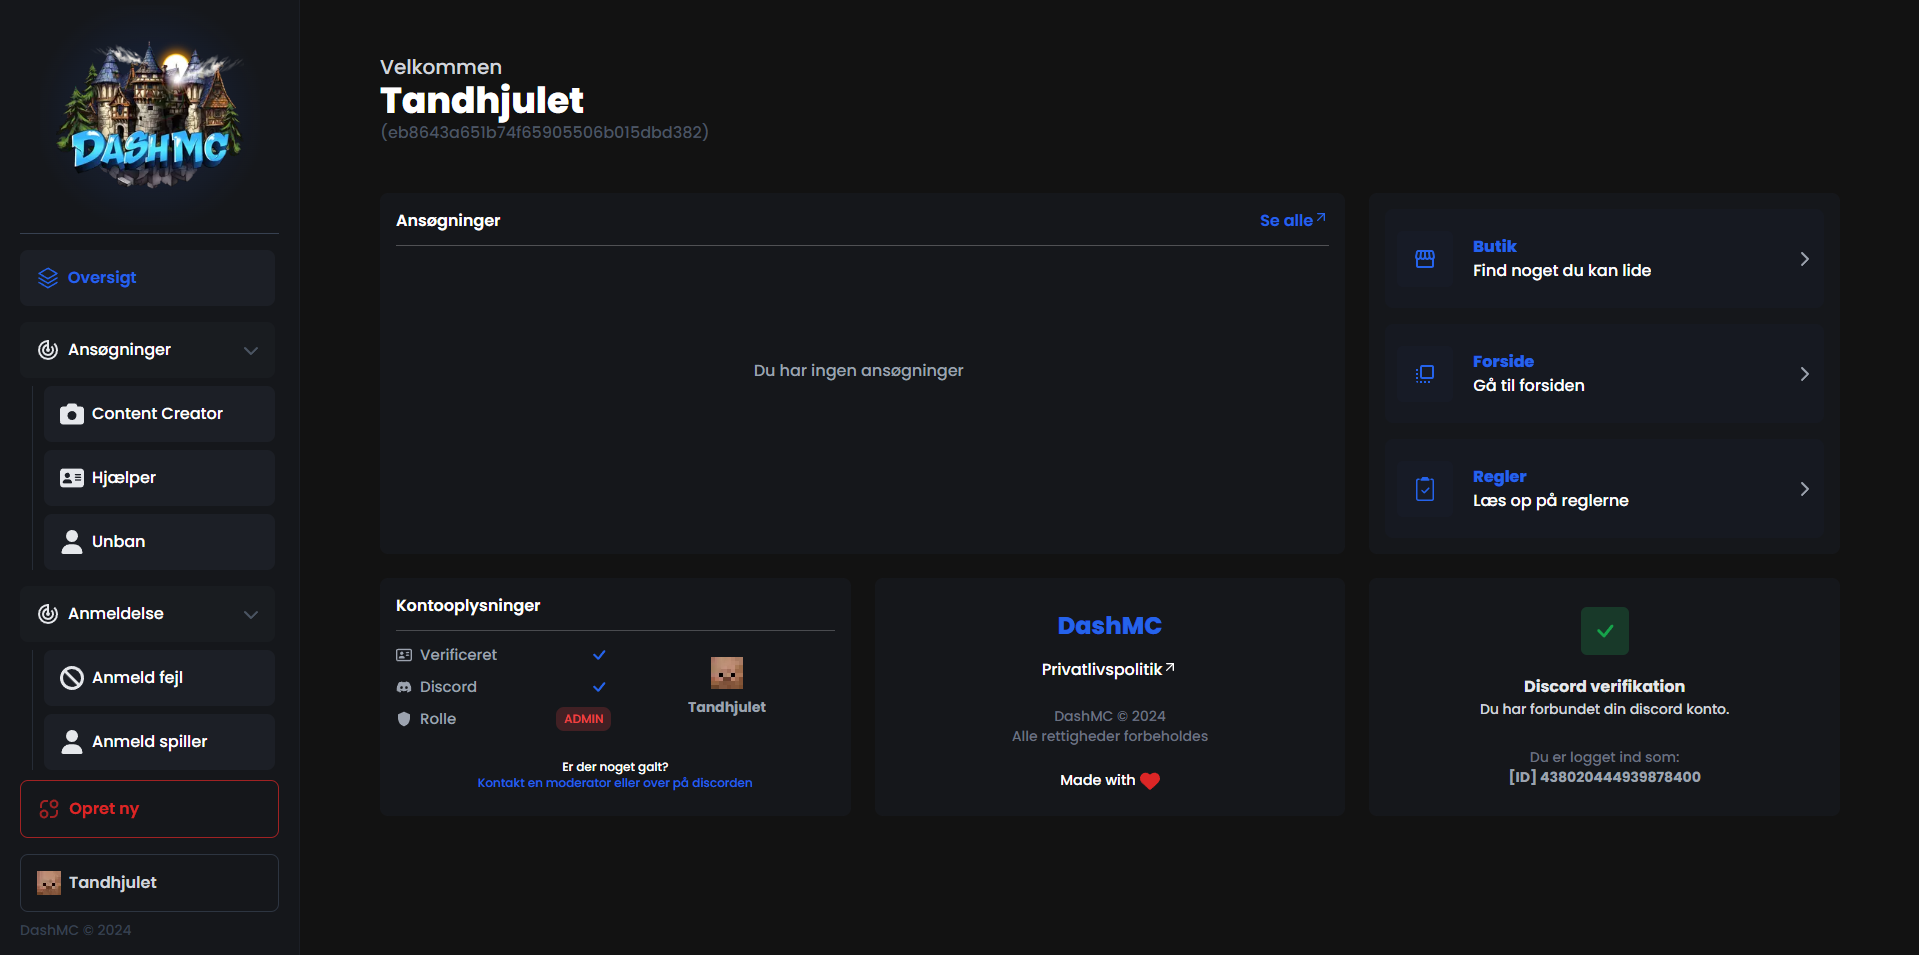 DASHMC
Oversigt
Ansøgninger
Content Creator
Hjælper
Unban
Anmeldelse
Anmeld fejl
Anmeld spiller
Opret ny
Tandhjulet
DashMC © 2024
Velkommen
Tandhjulet
(eb8643a651b74f65905506b015dbd382)
Ansøgninger
Se alle
Du har ingen ansøgninger
Butik
Find noget du kan lide
Forside
Gå til forsiden
Regler
Læs op på reglerne
Kontooplysninger
Verificeret
Discord
Rolle
ADMIN
Tandhjulet
Er der noget galt?
Kontakt en moderator eller over på discorden
DashMC
Privatlivspolitik
DashMC © 2024
Alle rettigheder forbeholdes
Made with
Discord verifikation
Du har forbundet din discord konto.
Du er logget ind som:
[ID] 438020444939878400